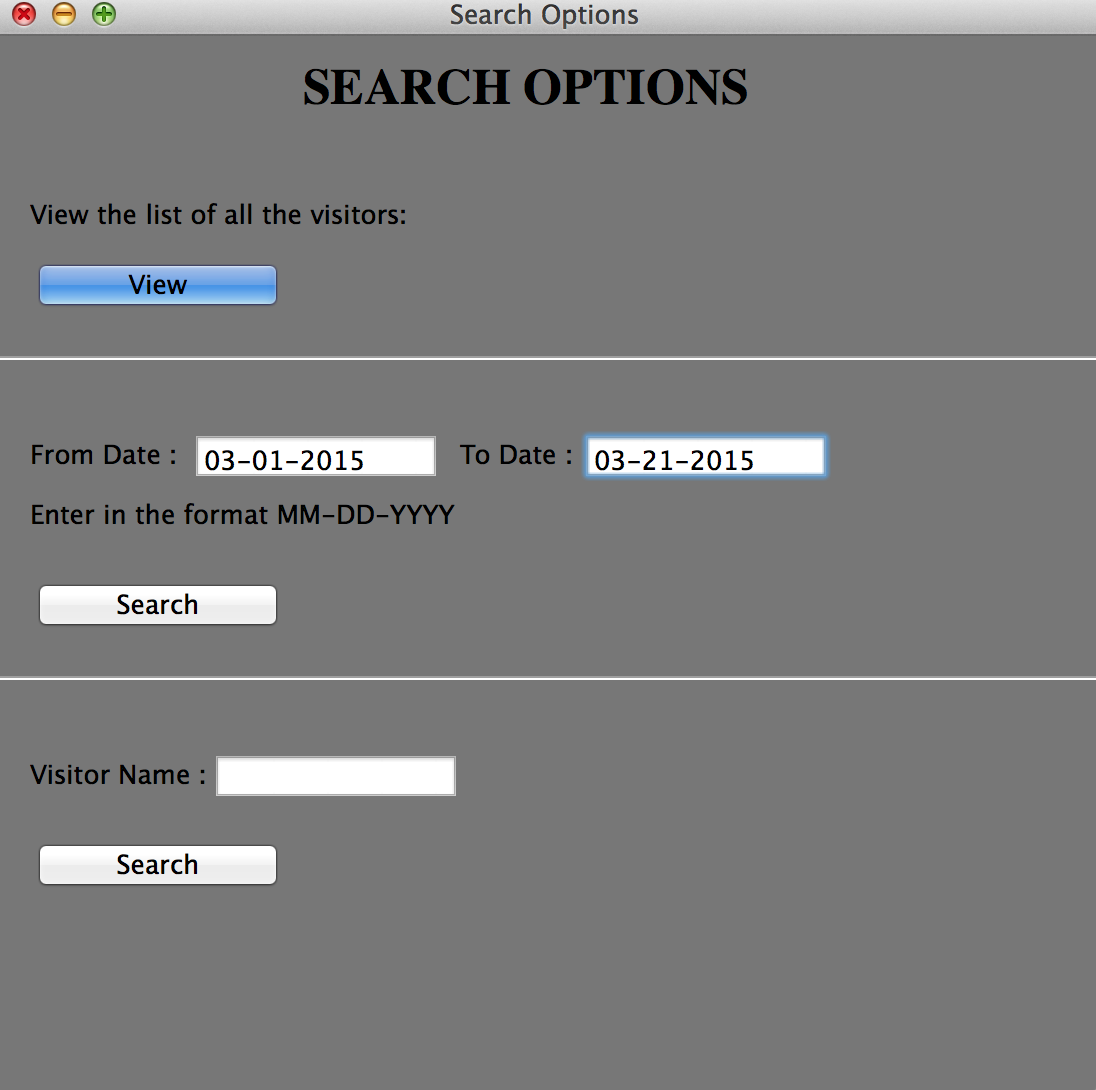 Search Options
SEARCH OPTIONS
View the list of all the visitors:
View
From Date : 03-01-2015 To Date : 03-21-2015
Enter in the format MM-DD-YYYY
Search
Visitor Name :
Search